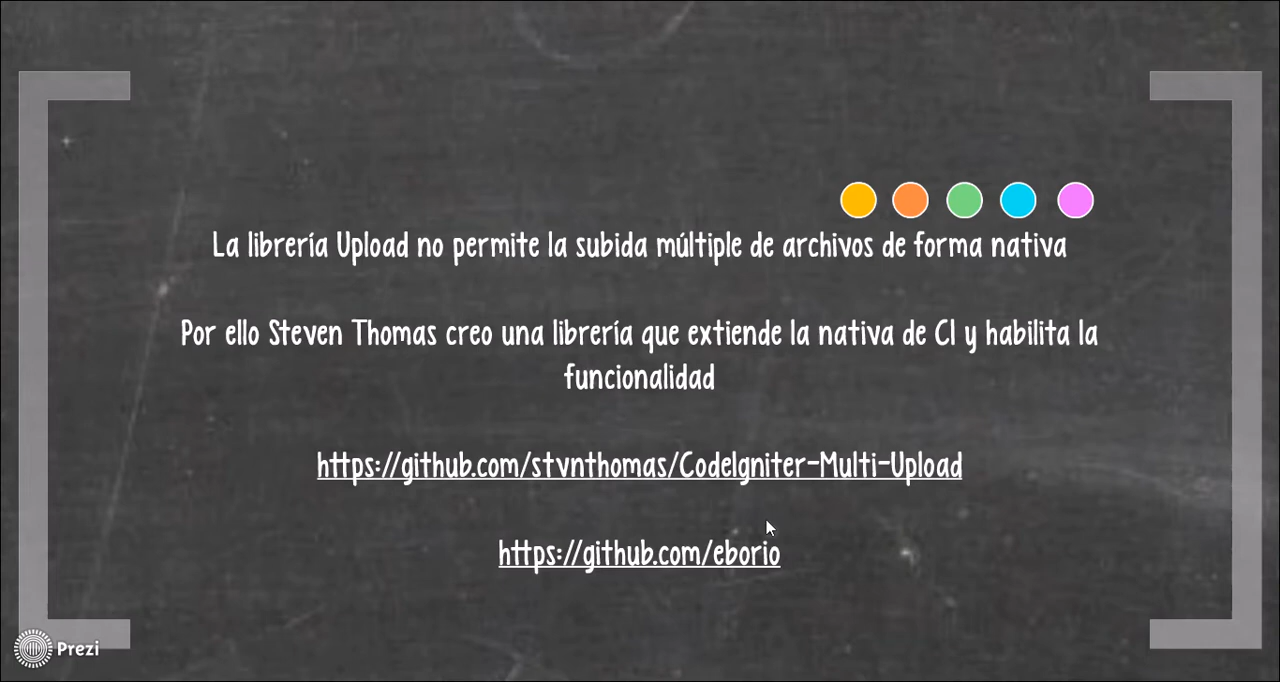 La librería Upload no permite la subida múltiple de archivos de forma nativa
Por ello Steven Thomas creo una librería que extiende la nativa de CI y habilita la
funcionalidad
https://github.com/stvnthomas/CodeIgniter-Multi-Upload
https://github.com/eborio
Prezi